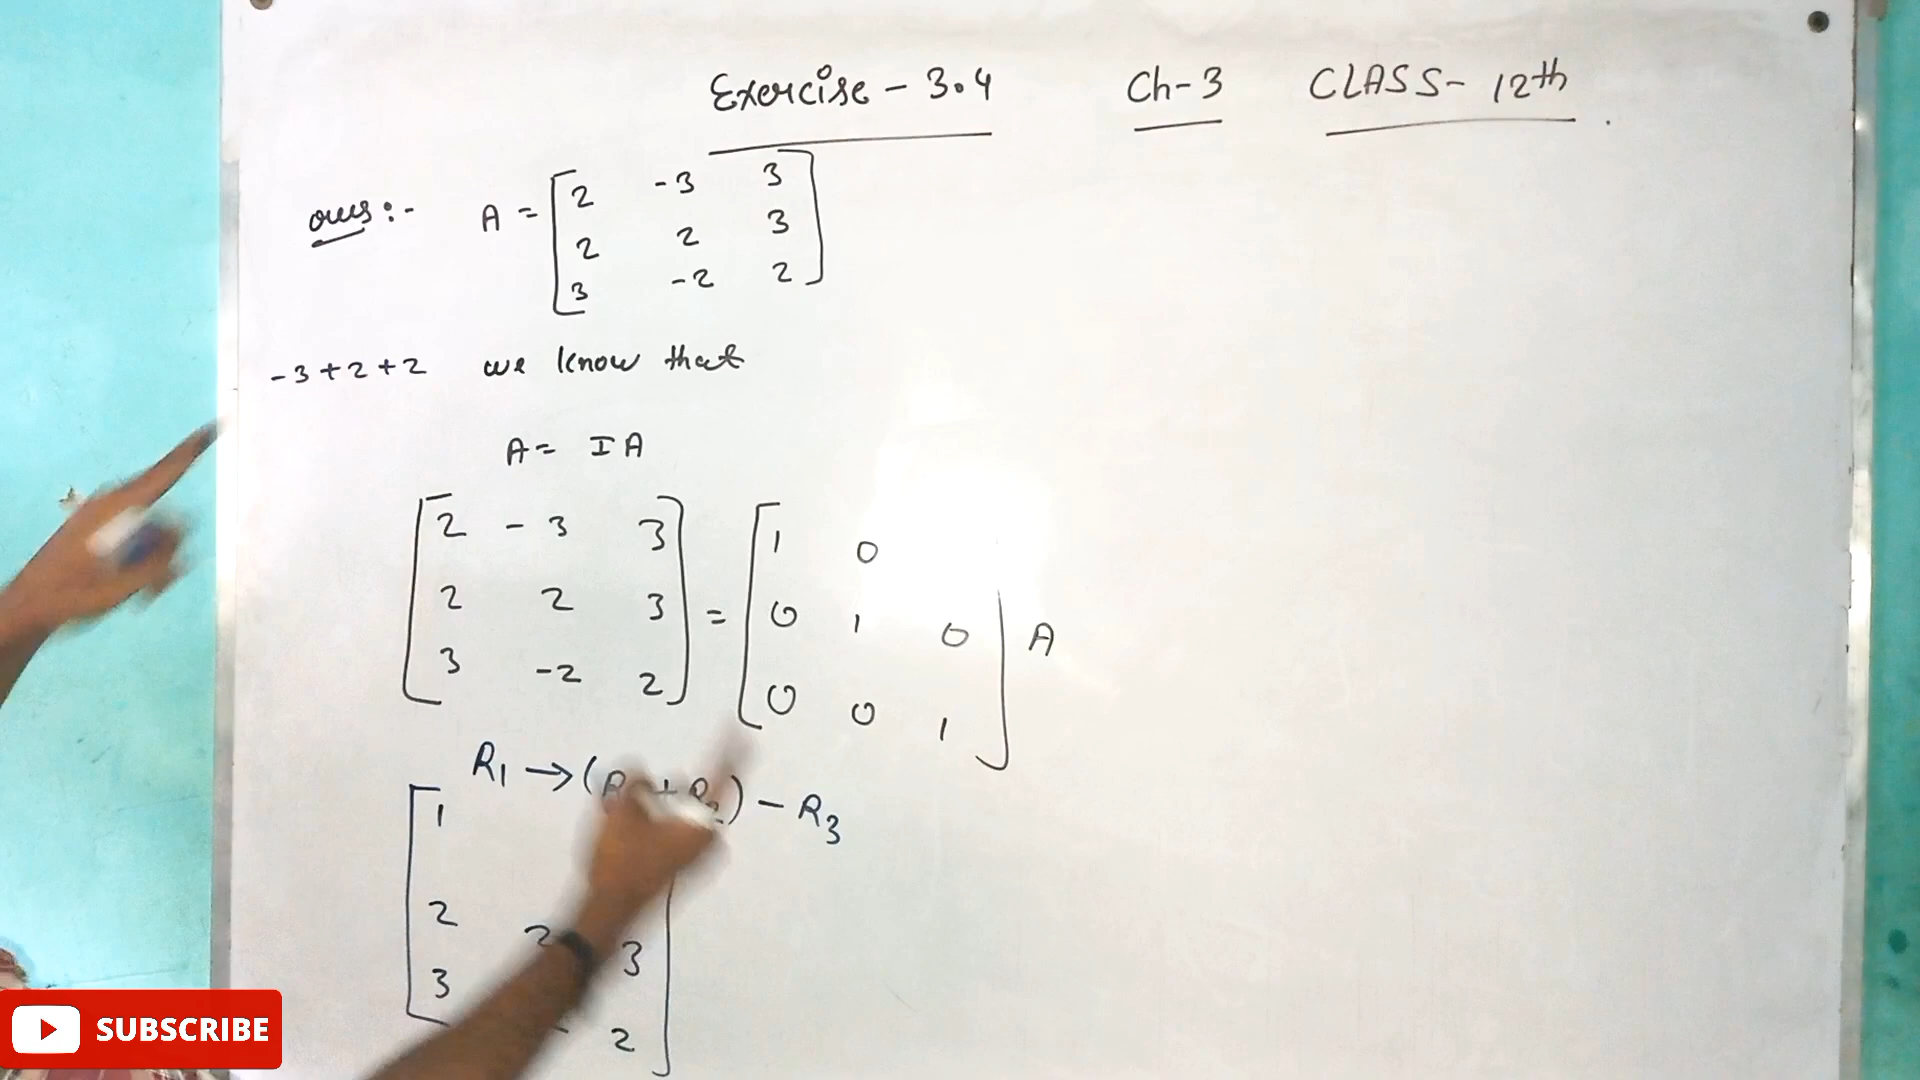 Exercise - 3.4 Ch-3 CLASS- 12th .
ans :- A = [ 2 -3 3
2 2 3
3 -2 2 ]
-3+2+2 we know that
A = IA
[ 2 -3 3
2 2 3
3 -2 2 ] = [ 1 0
0 1 0
0 0 1 ] A
R1 → (R + R2) - R3
[ 1
2 2 3
3 2 ]
SUBSCRIBE